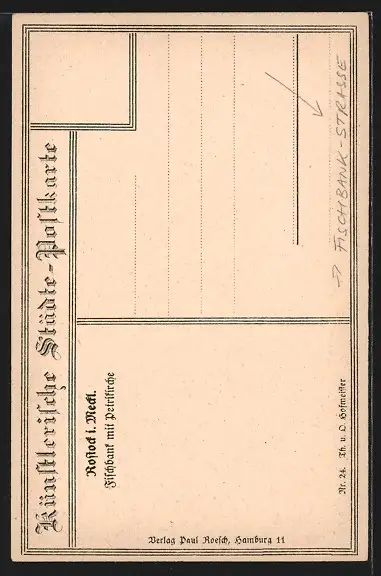 Künstlerische Städte-Postkarte
Rostock i. Meckl.
Fischbank mit Petrikirche
Verlag Paul Roesch, Hamburg 11
Nr. 24. Th. u. O. Hofmeister
→ FISCHBANK-STRASSE